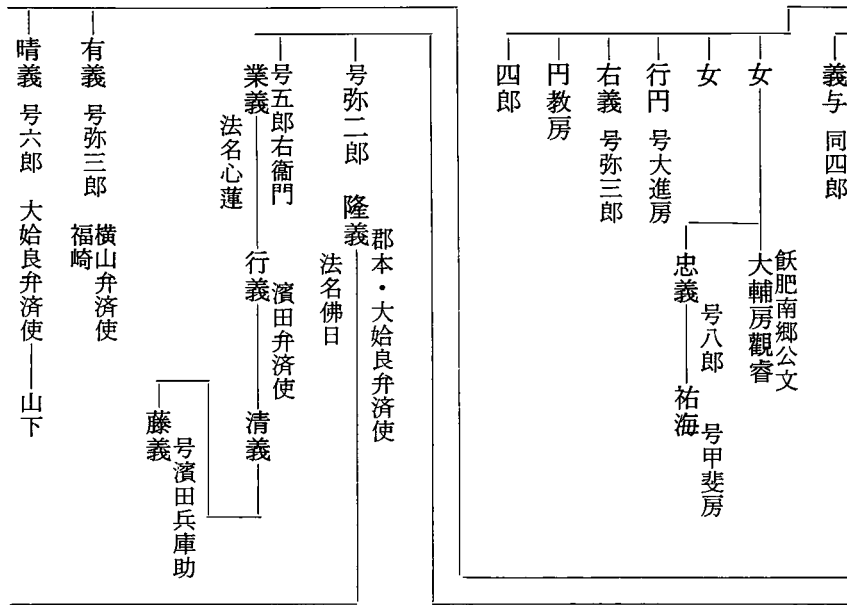 義与 同四郎
女
飫肥南郷公文
大輔房觀睿
忠義 号八郎
祐海 号甲斐房
女
行円 号大進房
右義 号弥三郎
円教房
四郎
郡本・大姶良弁済使
号弥二郎 隆義
法名佛日
号五郎右衞門
業義
法名心蓮
濱田弁済使
行義
清義
藤義
号濱田兵庫助
有義 号弥三郎 横山弁済使
福崎
晴義 号六郎 大姶良弁済使 山下